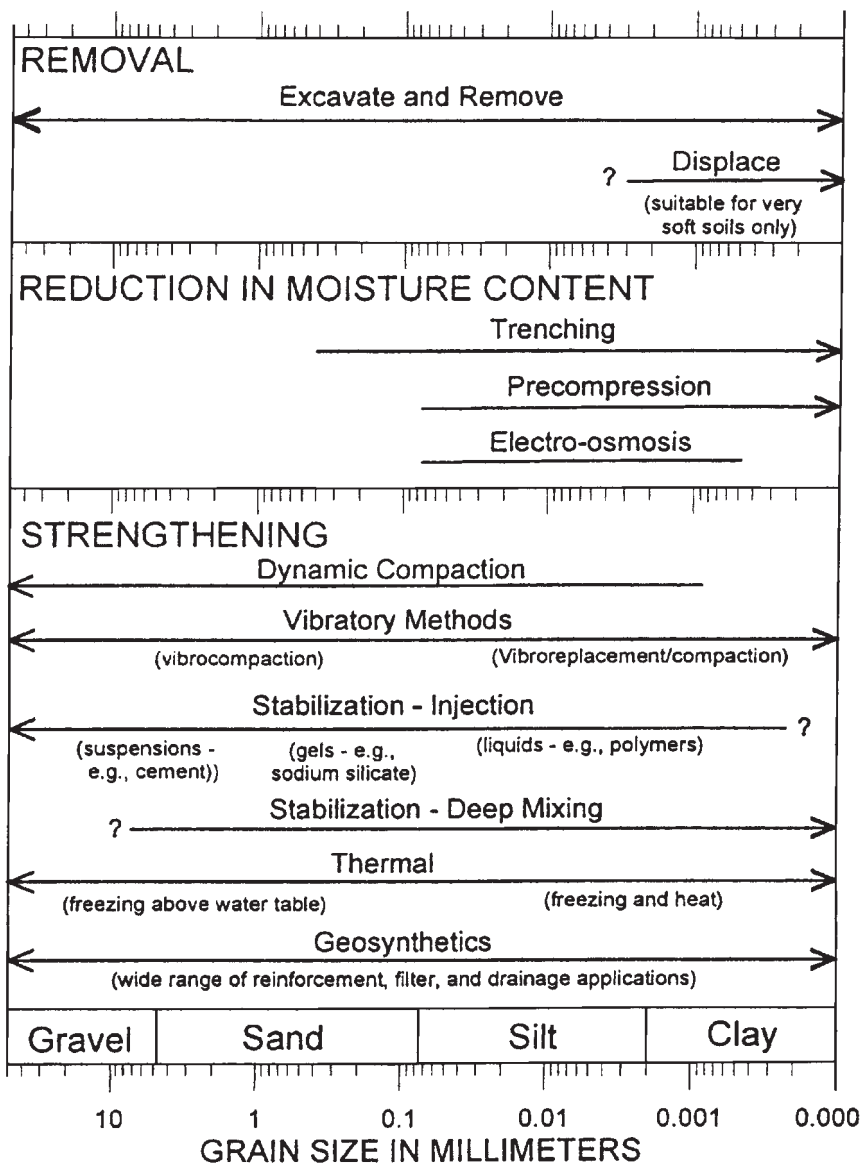 REMOVAL
Excavate and Remove
? Displace
(suitable for very
soft soils only)
REDUCTION IN MOISTURE CONTENT
Trenching
Precompression
Electro-osmosis
STRENGTHENING
Dynamic Compaction
Vibratory Methods
(vibrocompaction) (Vibroreplacement/compaction)
Stabilization - Injection
?
(suspensions - (gels - e.g., (liquids - e.g., polymers)
e.g., cement)) sodium silicate)
Stabilization - Deep Mixing
?
Thermal
(freezing above water table) (freezing and heat)
Geosynthetics
(wide range of reinforcement, filter, and drainage applications)
Gravel Sand Silt Clay
10 1 0.1 0.01 0.001 0.000
GRAIN SIZE IN MILLIMETERS